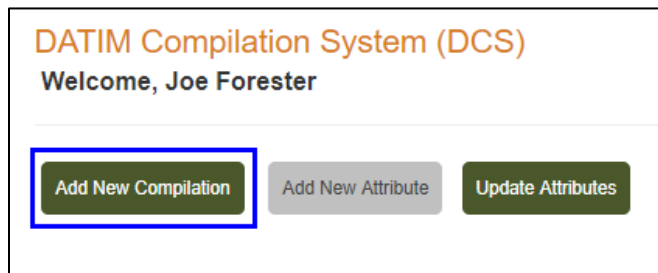 DATIM Compilation System (DCS)
Welcome, Joe Forester
Add New Compilation Add New Attribute Update Attributes